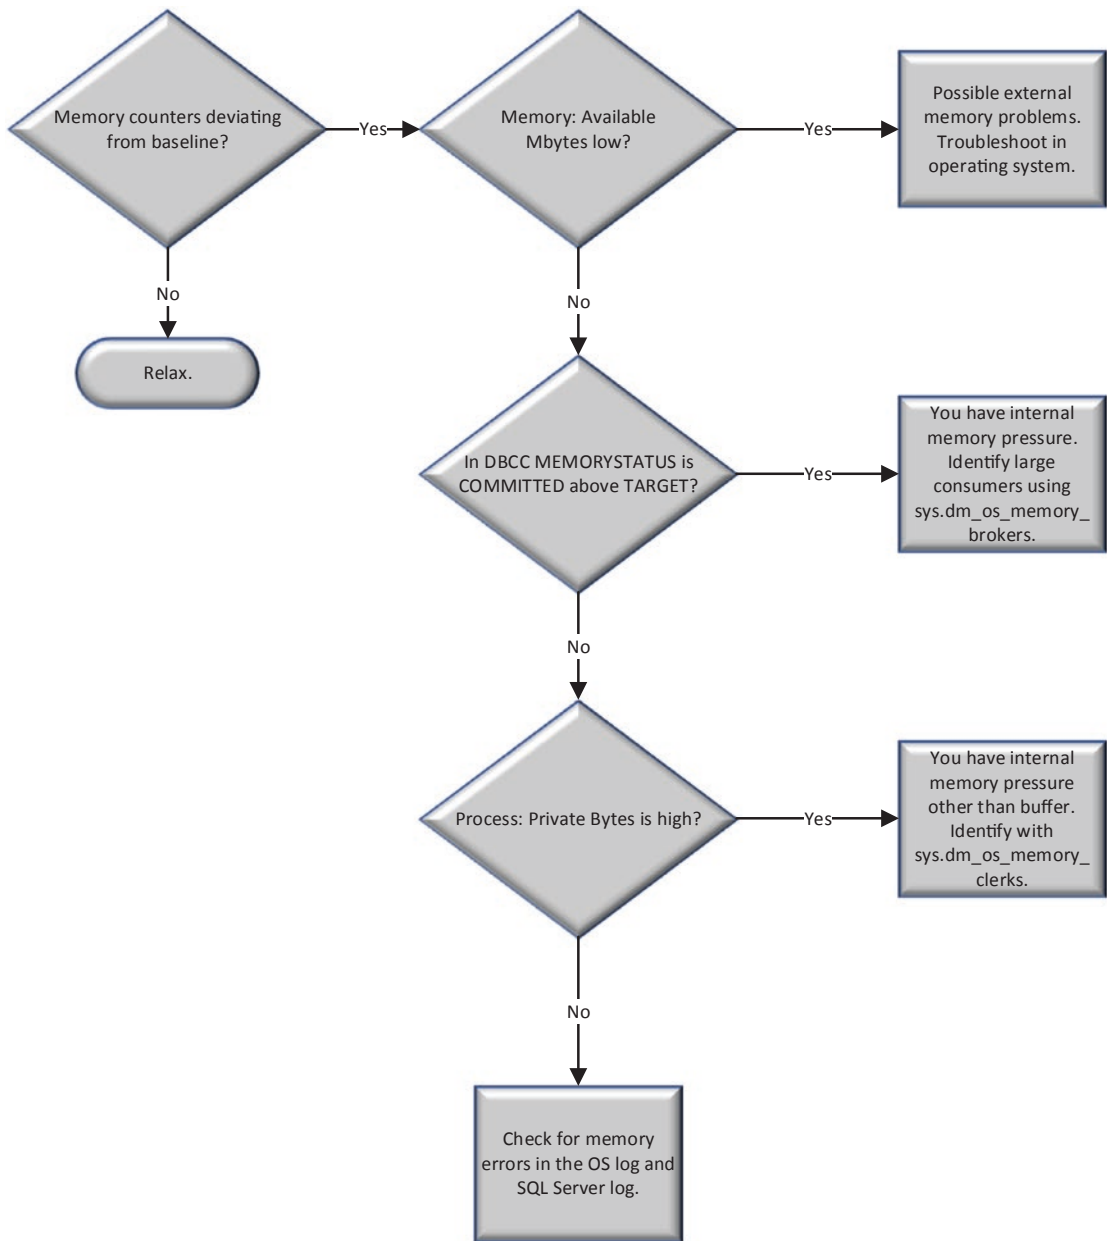 Memory counters deviating
from baseline?
Yes
Memory: Available
Mbytes low?
Yes
Possible external
memory problems.
Troubleshoot in
operating system.
No
Relax.
No
In DBCC MEMORYSTATUS is
COMMITTED above TARGET?
Yes
You have internal
memory pressure.
Identify large
consumers using
sys.dm_os_memory_
brokers.
No
Process: Private Bytes is high?
Yes
You have internal
memory pressure
other than buffer.
Identify with
sys.dm_os_memory_
clerks.
No
Check for memory
errors in the OS log and
SQL Server log.